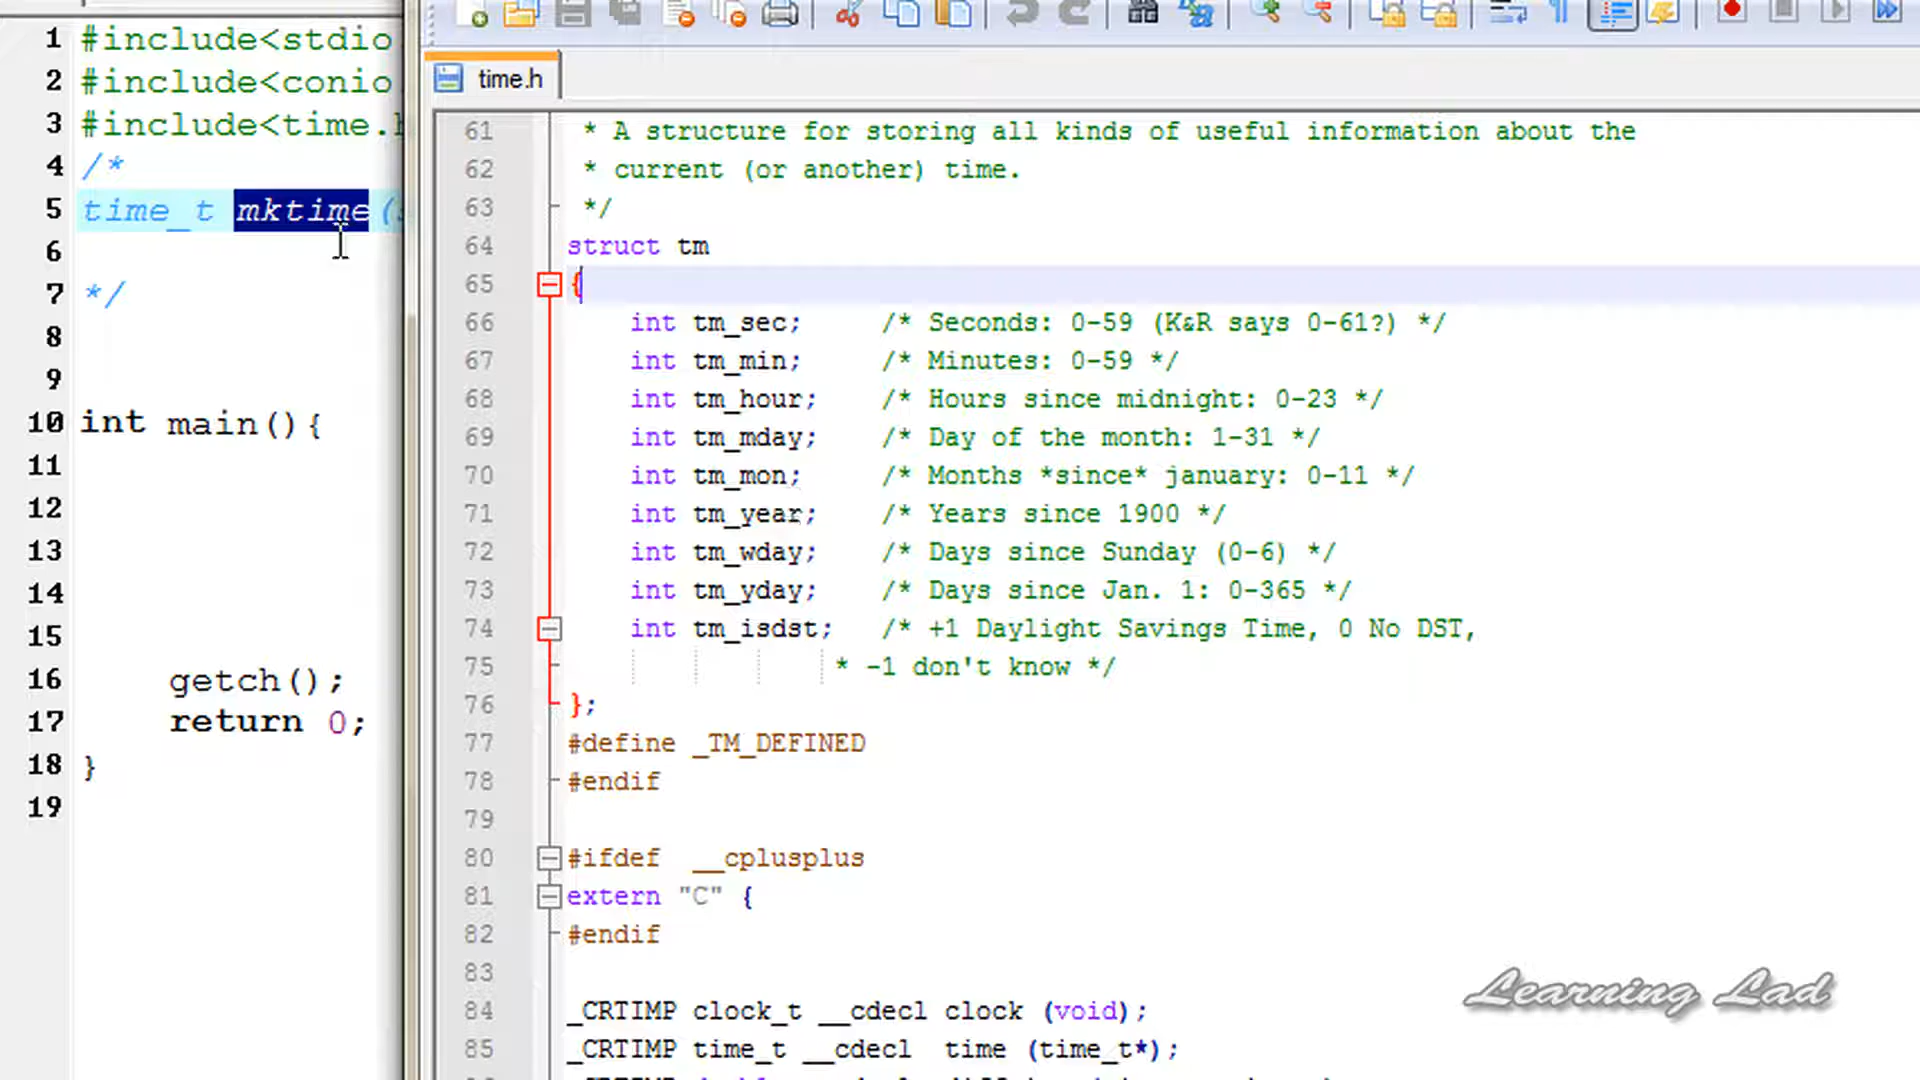 1 #include<stdio
2 #include<conio
3 #include<time.h
4 /*
5 time_t mktime(
6
7 */
8
9
10 int main(){
11
12
13
14
15
16 getch();
17 return 0;
18 }
19
time.h
61 * A structure for storing all kinds of useful information about the
62 * current (or another) time.
63 */
64 struct tm
65 {
66 int tm_sec; /* Seconds: 0-59 (K&R says 0-61?) */
67 int tm_min; /* Minutes: 0-59 */
68 int tm_hour; /* Hours since midnight: 0-23 */
69 int tm_mday; /* Day of the month: 1-31 */
70 int tm_mon; /* Months *since* january: 0-11 */
71 int tm_year; /* Years since 1900 */
72 int tm_wday; /* Days since Sunday (0-6) */
73 int tm_yday; /* Days since Jan. 1: 0-365 */
74 int tm_isdst; /* +1 Daylight Savings Time, 0 No DST,
75 * -1 don't know */
76 };
77 #define _TM_DEFINED
78 #endif
79
80 #ifdef __cplusplus
81 extern "C" {
82 #endif
83
84 _CRTIMP clock_t __cdecl clock (void);
85 _CRTIMP time_t __cdecl time (time_t*);
Learning Lad